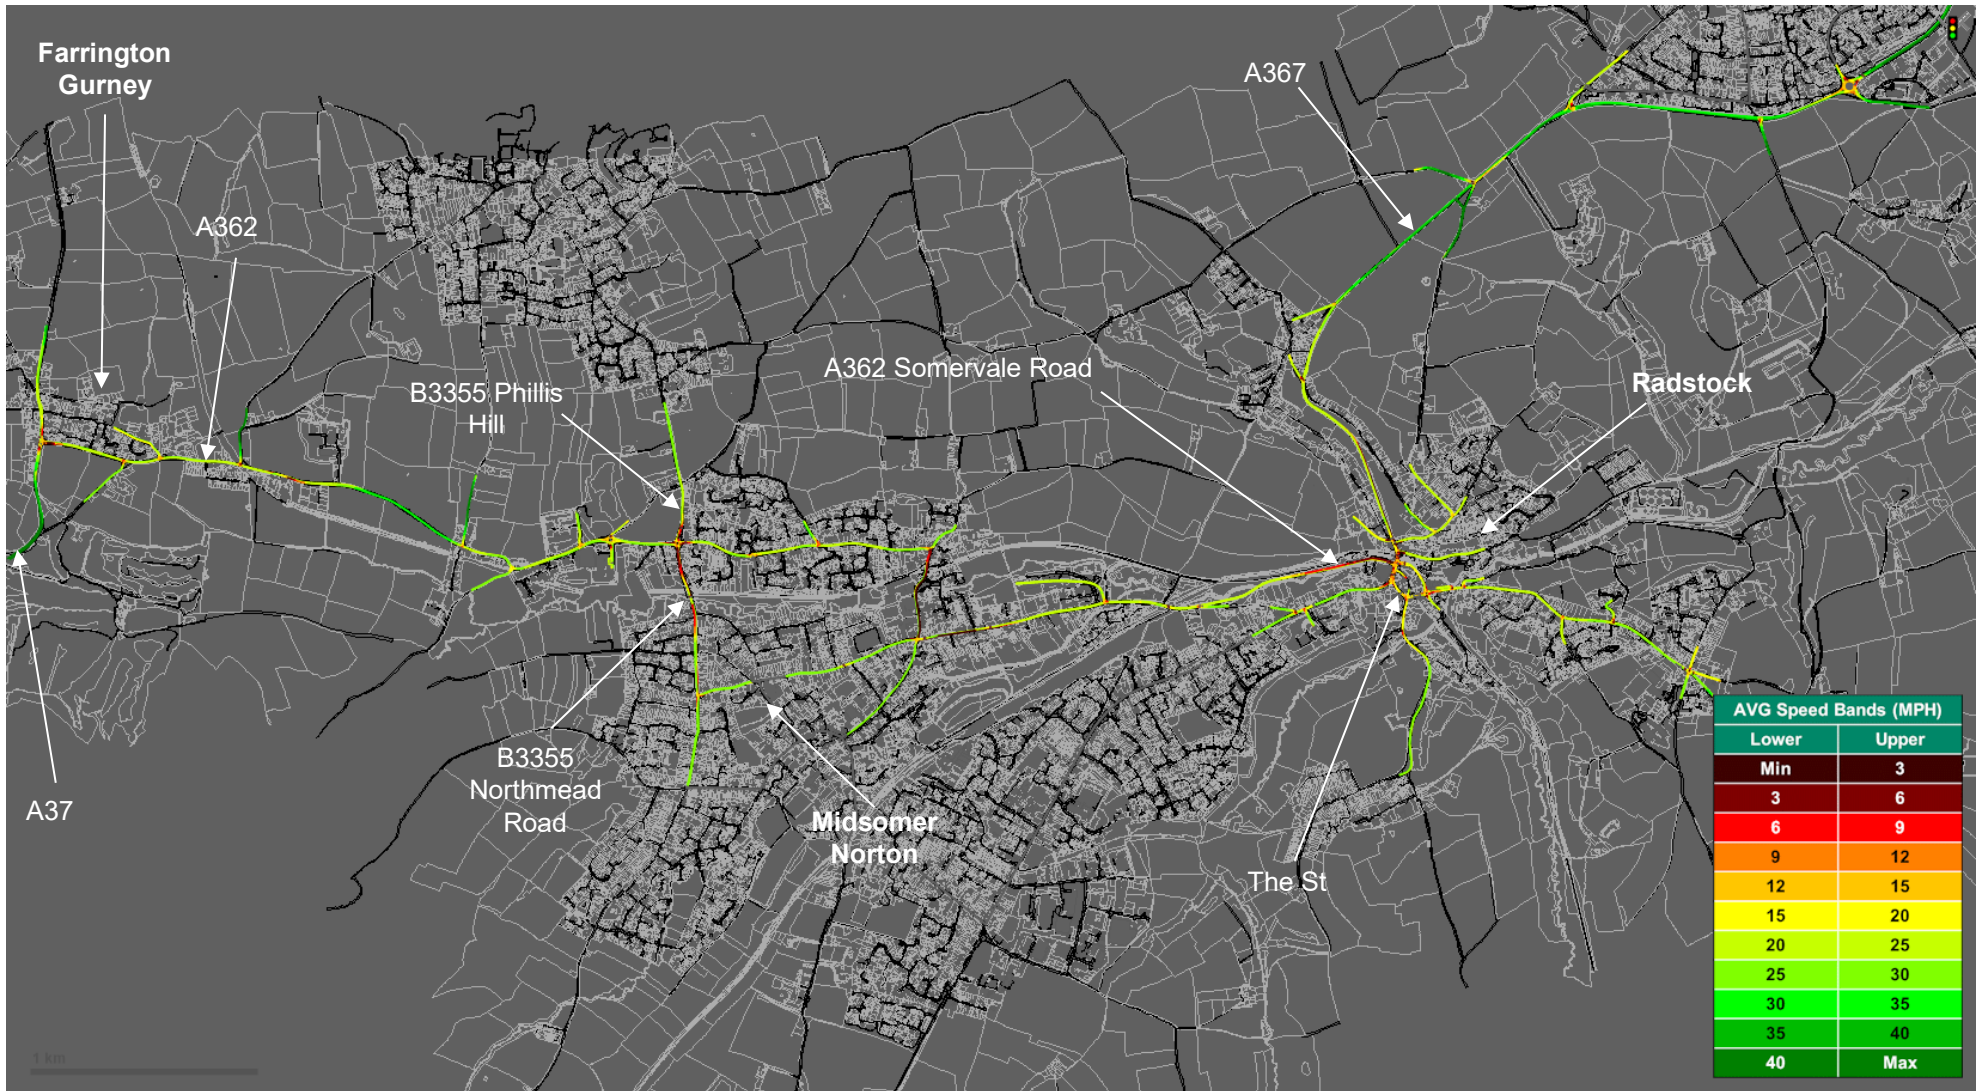 Farrington
Gurney
A367
A362
A362 Somervale Road
B3355 Phillis
Hill
Radstock
A37
B3355
Northmead
Road
Midsomer
Norton
The St
AVG Speed Bands (MPH)
Lower Upper
Min 3
3 6
6 9
9 12
12 15
15 20
20 25
25 30
30 35
35 40
40 Max
1 km